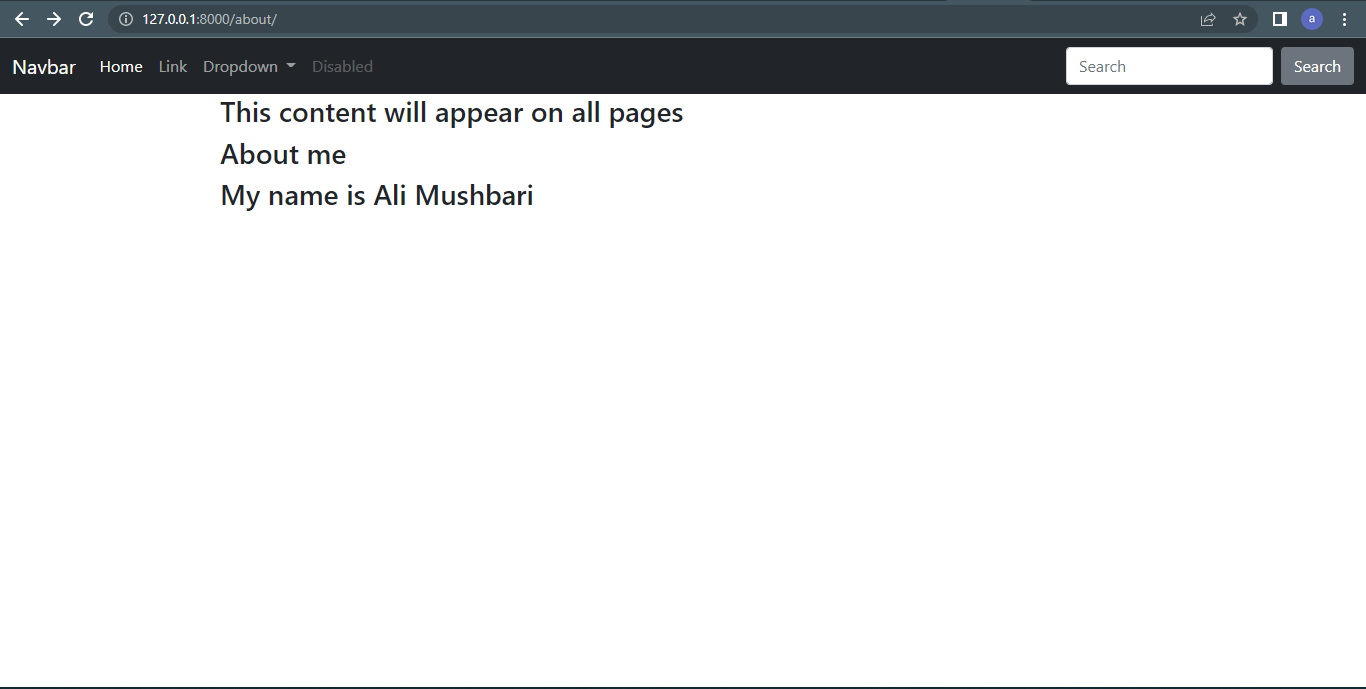 127.0.0.1:8000/about/
a
Navbar Home Link Dropdown Disabled Search Search
This content will appear on all pages
About me
My name is Ali Mushbari